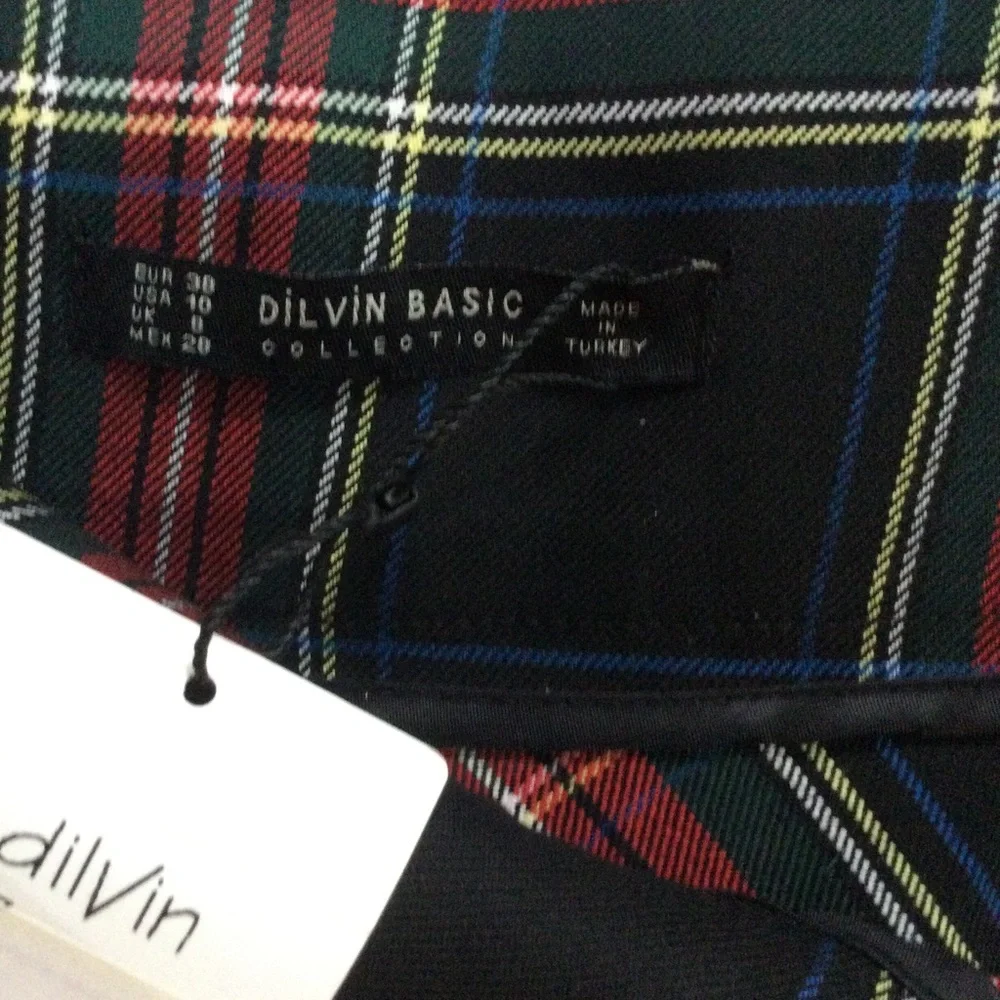 EUR 38
USA 10
UK 8
MEX 28
DİLVİN BASIC
COLLECTION
MADE
IN
TURKEY
dilvin